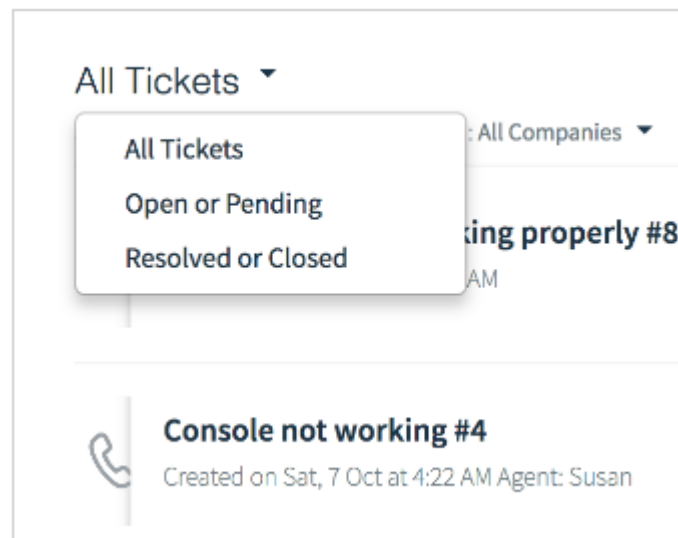 All Tickets
All Tickets
: All Companies
Open or Pending
king properly #8
Resolved or Closed
AM
Console not working #4
Created on Sat, 7 Oct at 4:22 AM Agent: Susan